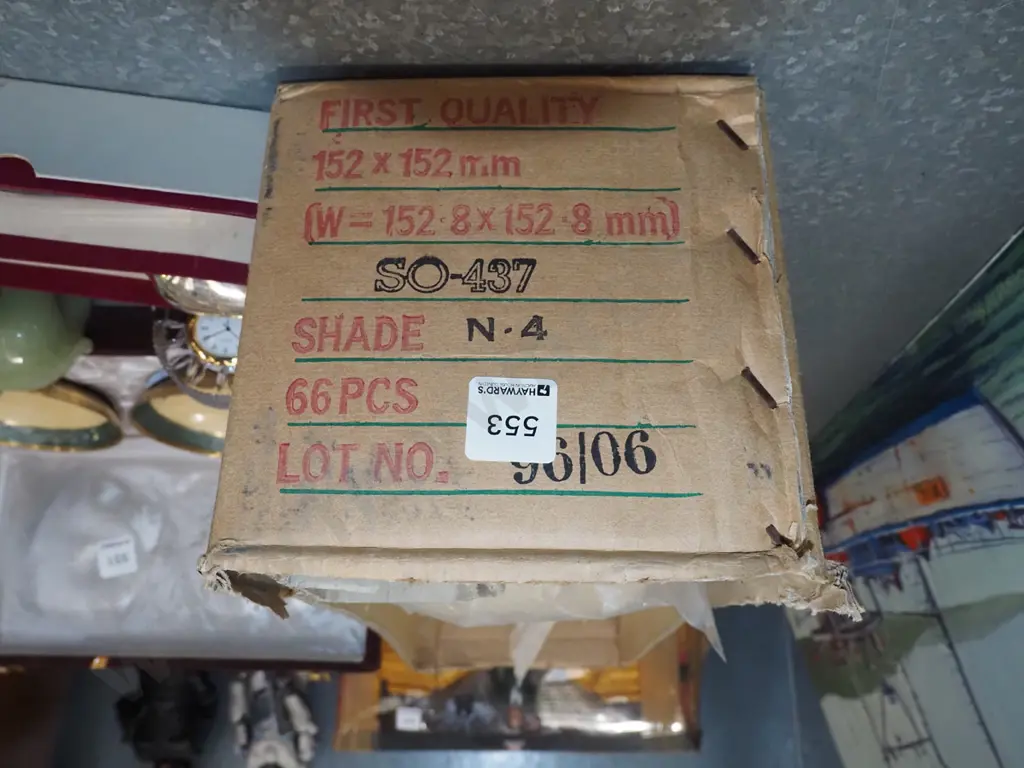 FIRST QUALITY
152 x 152 mm
(W = 152.8 x 152.8 mm)
SO-437
SHADE N.4
66 PCS
HAYWARD'S
553
LOT NO. 96/06